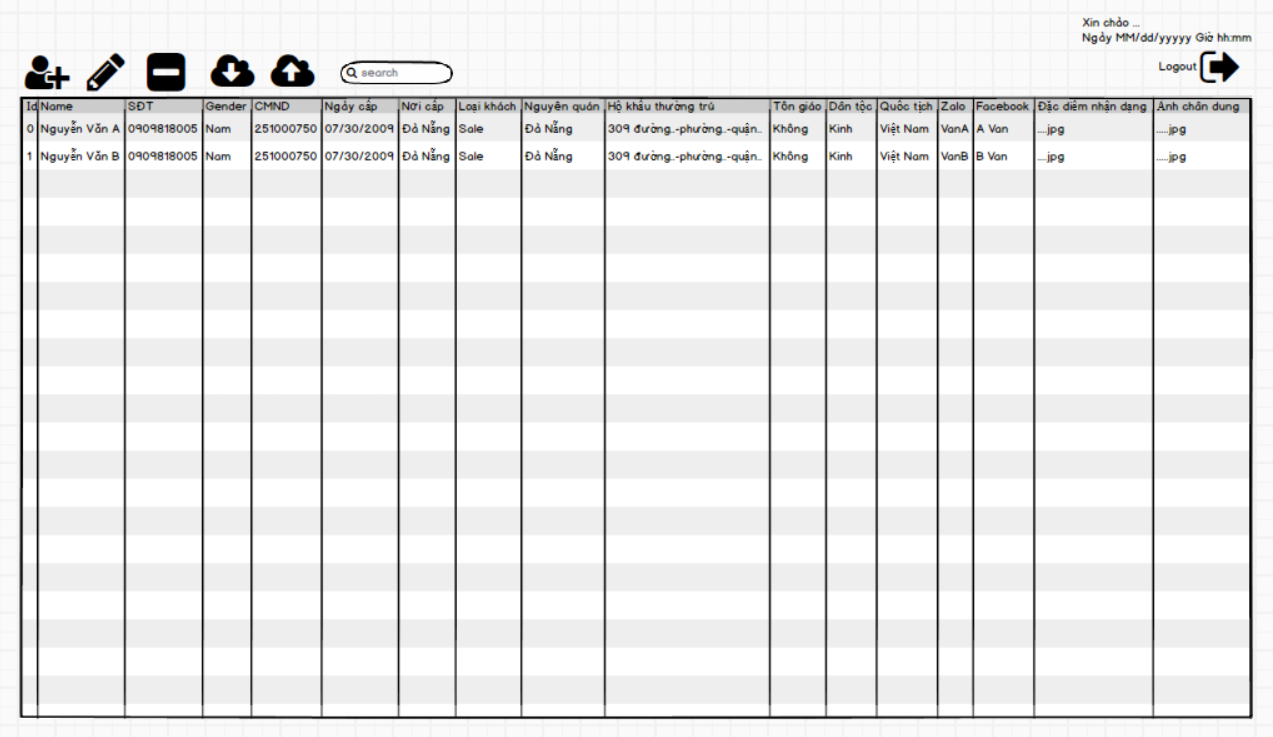 Xin chào ...
Ngày MM/dd/yyyyy Giờ hh:mm
Logout
search
Id Name SĐT Gender CMND Ngày cấp Nơi cấp Loại khách Nguyên quán Hộ khẩu thường trú Tôn giáo Dân tộc Quốc tịch Zalo Facebook Đặc điểm nhận dạng Ảnh chân dung
0 Nguyễn Văn A 0909818005 Nam 251000750 07/30/2009 Đà Nẵng Sale Đà Nẵng 309 đường..-phường..-quận.. Không Kinh Việt Nam VanA A Van ....jpg .....jpg
1 Nguyễn Văn B 0909818005 Nam 251000750 07/30/2009 Đà Nẵng Sale Đà Nẵng 309 đường..-phường..-quận.. Không Kinh Việt Nam VanB B Van ....jpg .....jpg